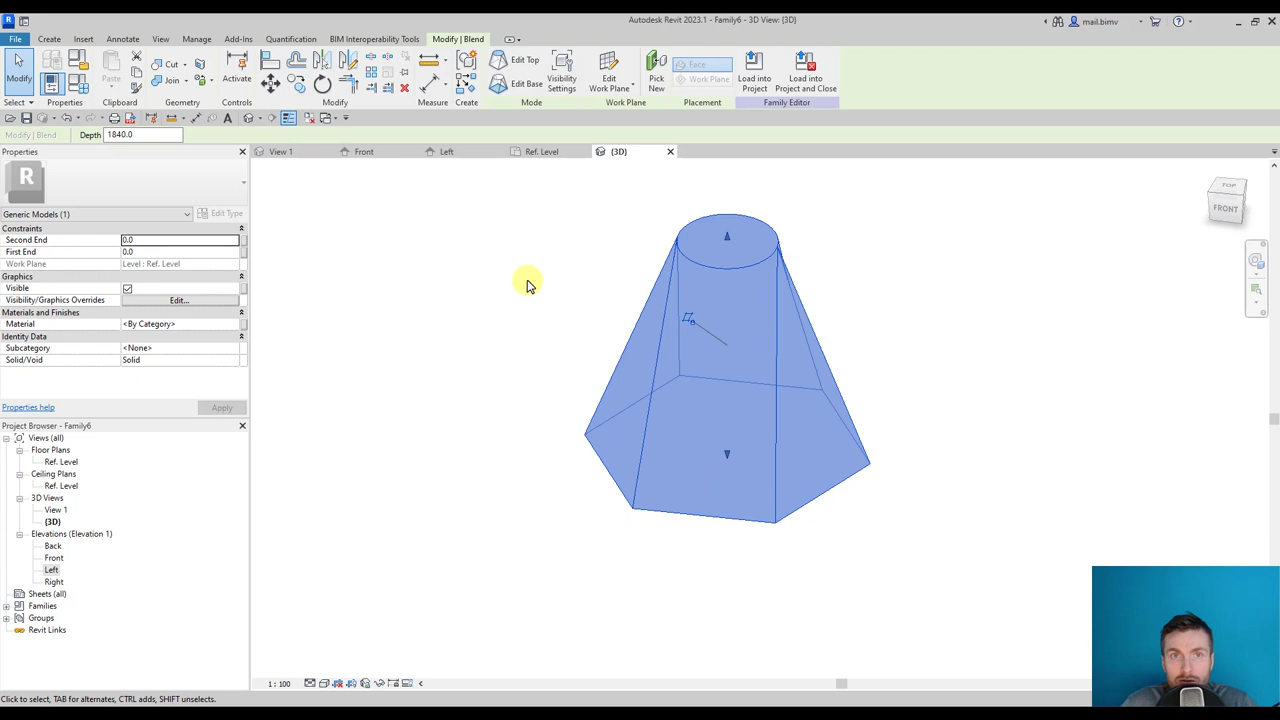 Autodesk Revit 2023.1 - Family6 - 3D View: {3D}
mail.bimv
File Create Insert Annotate View Manage Add-Ins Quantification BIM Interoperability Tools Modify | Blend
Modify
Paste
Cut
Join
Activate
Edit Top
Edit Base
Visibility Settings
Edit Work Plane
Pick New
Face
Work Plane
Load into Project
Load into Project and Close
Select Properties Clipboard Geometry Controls Modify Measure Create Mode Work Plane Placement Family Editor
Modify | Blend Depth 1840.0
Properties
View 1 Front Left Ref. Level {3D}
R
TOP
FRONT
Generic Models (1) Edit Type
Constraints
Second End 0.0
First End 0.0
Work Plane Level : Ref. Level
Graphics
Visible
Visibility/Graphics Overrides Edit...
Materials and Finishes
Material <By Category>
Identity Data
Subcategory <None>
Solid/Void Solid
Properties help Apply
Project Browser - Family6
Views (all)
Floor Plans
Ref. Level
Ceiling Plans
Ref. Level
3D Views
View 1
{3D}
Elevations (Elevation 1)
Back
Front
Left
Right
Sheets (all)
Families
Groups
Revit Links
1 : 100
Click to select, TAB for alternates, CTRL adds, SHIFT unselects.